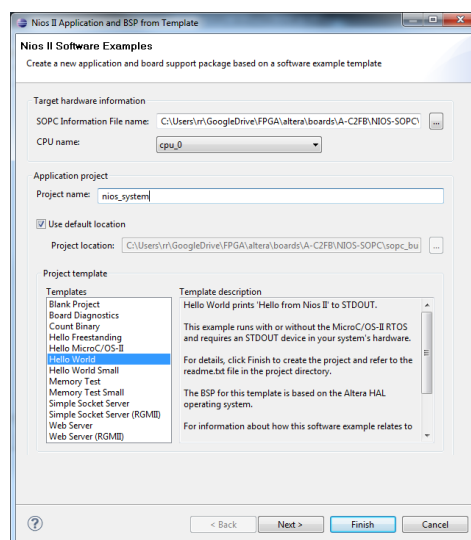 Nios II Application and BSP from Template
Nios II Software Examples
Create a new application and board support package based on a software example template
Target hardware information
SOPC Information File name: C:\Users\rr\GoogleDrive\FPGA\altera\boards\A-C2FB\NIOS-SOPC\ ...
CPU name: cpu_0
Application project
Project name: nios_system
Use default location
Project location: C:\Users\rr\GoogleDrive\FPGA\altera\boards\A-C2FB\NIOS-SOPC\sopc_bu ...
Project template
Templates
Blank Project
Board Diagnostics
Count Binary
Hello Freestanding
Hello MicroC/OS-II
Hello World
Hello World Small
Memory Test
Memory Test Small
Simple Socket Server
Simple Socket Server (RGMII)
Web Server
Web Server (RGMII)
Template description
Hello World prints 'Hello from Nios II' to STDOUT.
This example runs with or without the MicroC/OS-II RTOS
and requires an STDOUT device in your system's hardware.
For details, click Finish to create the project and refer to the
readme.txt file in the project directory.
The BSP for this template is based on the Altera HAL
operating system.
For information about how this software example relates to
? < Back Next > Finish Cancel